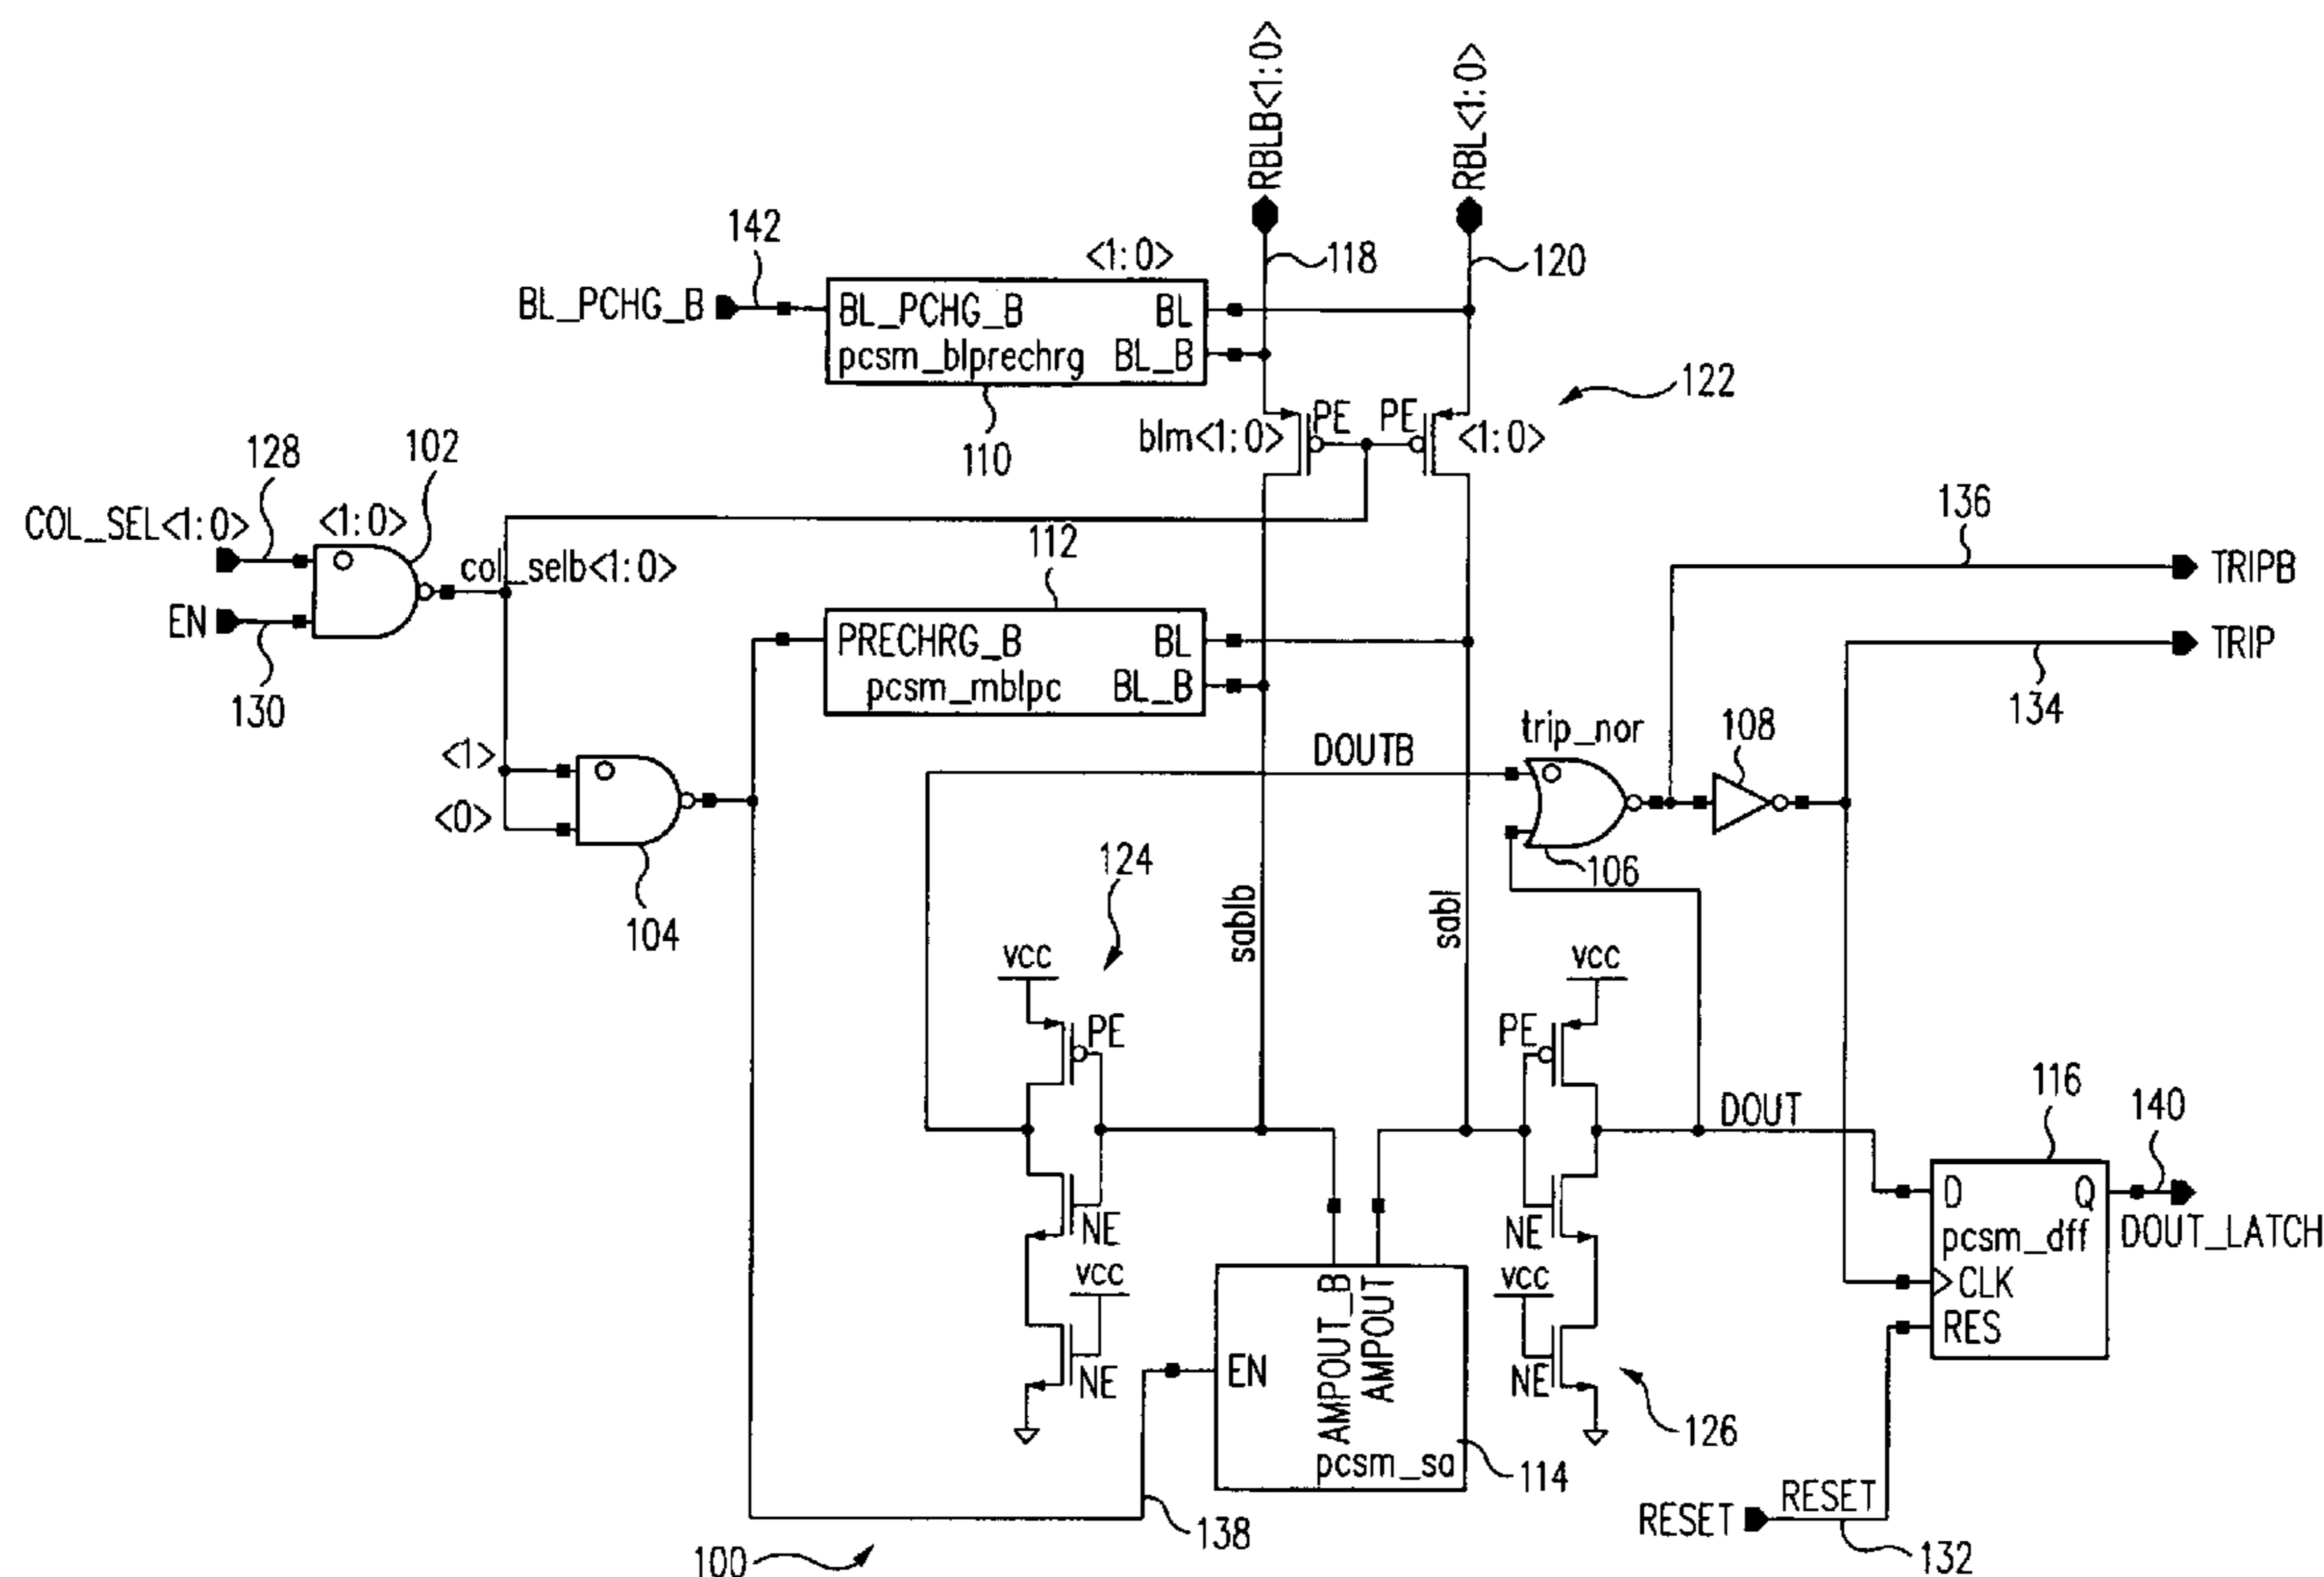 RBLB<1:0>
RBL<1:0>
142
<1:0>
118
120
BL_PCHG_B
BL_PCHG_B
BL
pcsm_blprechrg
BL_B
122
110
blm<1:0>
PE
PE
<1:0>
128
102
COL_SEL<1:0>
<1:0>
col_selb<1:0>
EN
130
112
PRECHRG_B
BL
pcsm_mblpc
BL_B
136
TRIPB
TRIP
134
<1>
<0>
104
DOUTB
trip_nor
108
106
124
sablb
sabl
vcc
PE
NE
vcc
NE
vcc
PE
NE
vcc
NE
126
DOUT
116
140
D
Q
pcsm_dff
DOUT_LATCH
CLK
RES
EN
AMPOUT_B
AMPOUT
pcsm_sa
114
138
100
RESET
RESET
132